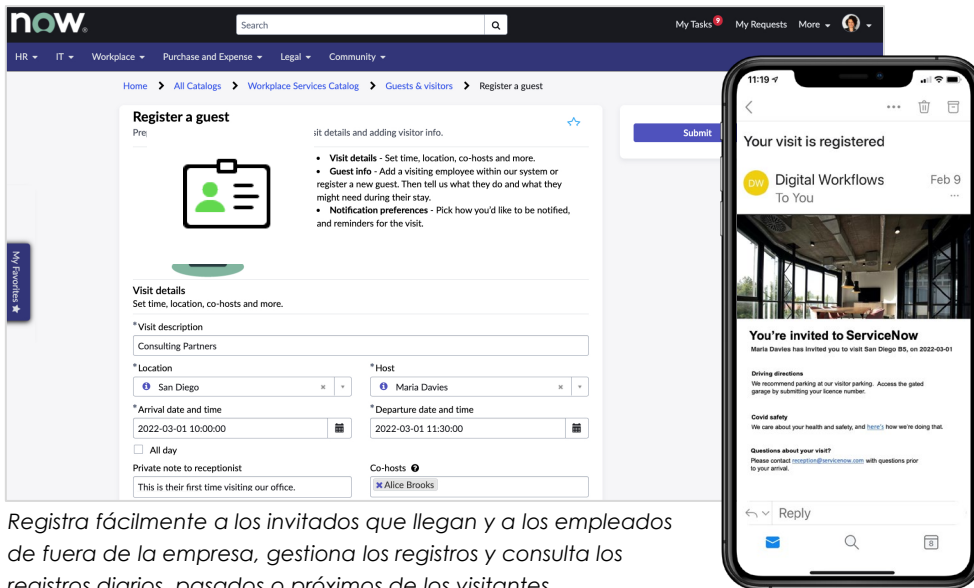 now.
Search
My Tasks 9 My Requests More
HR IT Workplace Purchase and Expense Legal Community
Home > All Catalogs > Workplace Services Catalog > Guests & visitors > Register a guest
Register a guest
sit details and adding visitor info.
• Visit details - Set time, location, co-hosts and more.
• Guest info - Add a visiting employee within our system or
register a new guest. Then tell us what they do and what they
might need during their stay.
• Notification preferences - Pick how you'd like to be notified,
and reminders for the visit.
Submit
My Favorites
Visit details
Set time, location, co-hosts and more.
*Visit description
Consulting Partners
*Location
San Diego
*Host
Maria Davies
*Arrival date and time
2022-03-01 10:00:00
*Departure date and time
2022-03-01 11:30:00
All day
Private note to receptionist
This is their first time visiting our office.
Co-hosts
Alice Brooks
11:19
Your visit is registered
DW
Digital Workflows Feb 9
To You
You're invited to ServiceNow
Maria Davies has invited you to visit San Diego B5, on 2022-03-01
Driving directions
We recommend parking at our visitor parking. Access the gated
garage by submitting your licence number.
Covid safety
We care about your health and safety, and here's how we're doing that.
Questions about your visit?
Please contact reception@servicenow.com with questions prior
to your arrival.
Reply
8
Registra fácilmente a los invitados que llegan y a los empleados
de fuera de la empresa, gestiona los registros y consulta los
registros diarios, pasados o próximos de los visitantes